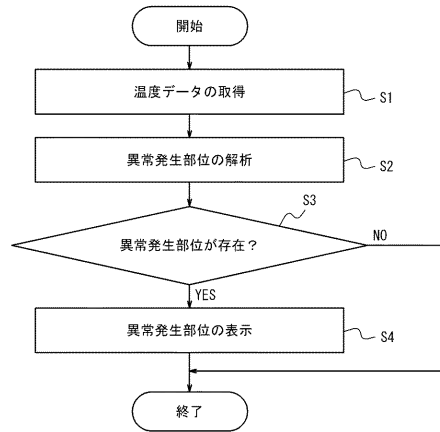 開始
温度データの取得
S1
異常発生部位の解析
S2
S3
異常発生部位が存在？
NO
YES
異常発生部位の表示
S4
終了